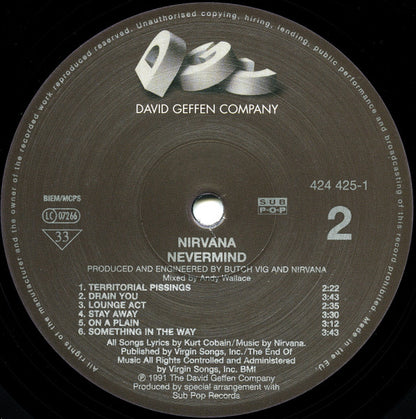 Unauthorised copying, hiring, lending, public performance and broadcasting
DGC
DAVID GEFFEN COMPANY
BIEM/MCPS
LC 07266
33
SUB
POP
424 425-1
2
NIRVANA
NEVERMIND
PRODUCED AND ENGINEERED BY BUTCH VIG AND NIRVANA
Mixed by Andy Wallace
1. TERRITORIAL PISSINGS 2:22
2. DRAIN YOU 3:43
3. LOUNGE ACT 2:35
4. STAY AWAY 3:30
5. ON A PLAIN 3:12
6. SOMETHING IN THE WAY 3:43
All Songs Lyrics by Kurt Cobain/Music by Nirvana.
Published by Virgin Songs, Inc./The End Of
Music All Rights Controlled and Administered
by Virgin Songs, Inc. BMI
℗ 1991 The David Geffen Company
Produced by special arrangement with
Sub Pop Records
All rights of the manufacturer and the owner of the recorded work reproduced reserved.
prohibited. Made in the E.U.